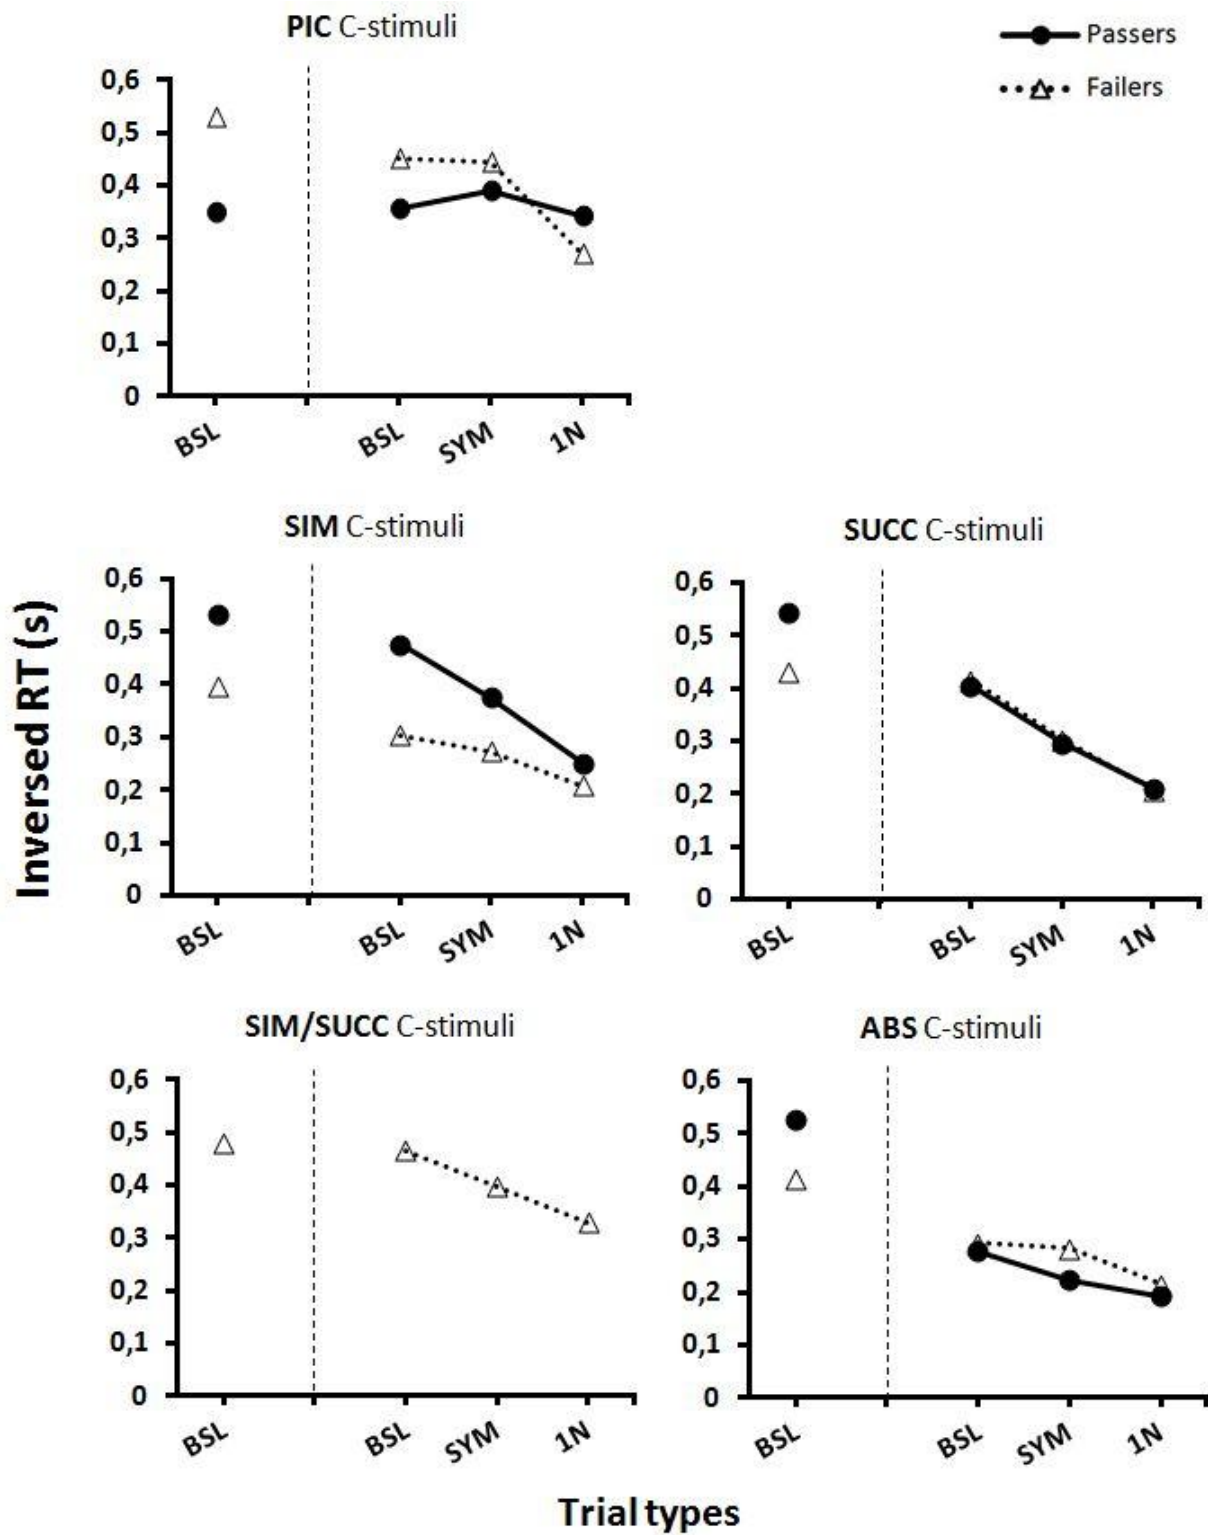 PIC C-stimuli
Passers
Failers
0,6
0,5
0,4
0,3
0,2
0,1
0
BSL
BSL
SYM
1N
SIM C-stimuli
0,6
0,5
0,4
0,3
0,2
0,1
0
BSL
BSL
SYM
1N
SUCC C-stimuli
0,6
0,5
0,4
0,3
0,2
0,1
0
BSL
BSL
SYM
1N
Inversed RT (s)
SIM/SUCC C-stimuli
0,6
0,5
0,4
0,3
0,2
0,1
0
BSL
BSL
SYM
1N
ABS C-stimuli
0,6
0,5
0,4
0,3
0,2
0,1
0
BSL
BSL
SYM
1N
Trial types